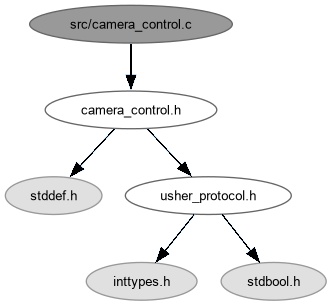 src/camera_control.c
camera_control.h
stddef.h
usher_protocol.h
inttypes.h
stdbool.h